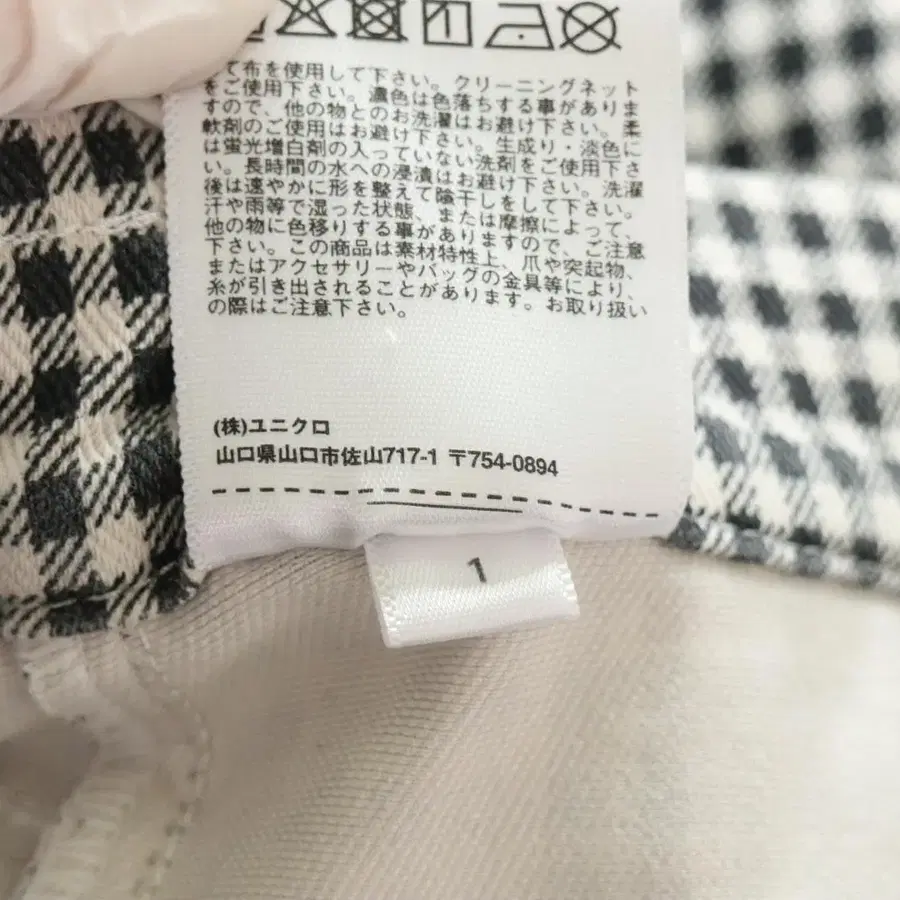 て布を使用して下さい。クリーニングネット
をご使用下さい。濃色は色落ちする事がありま
すので、他の物とのお洗濯はお避け下さい。柔
軟剤のご使用はお避け下さい。生成り・淡色に
は蛍光増白剤の入っていない洗剤をご使用下さ
い。長時間の水への浸漬はお避け下さい。洗濯
後は速やかに形を整えて陰干しをして下さい。
汗や雨等で湿った状態、または摩擦によって、
他の物に色移りする事がありますので、ご注意
下さい。この商品は素材特性上、爪や突起物、
またはアクセサリーやバッグの金具等により、
糸が引き出されることがあります。お取り扱い
の際はご注意下さい。
(株)ユニクロ
山口県山口市佐山717-1 〒754-0894
1